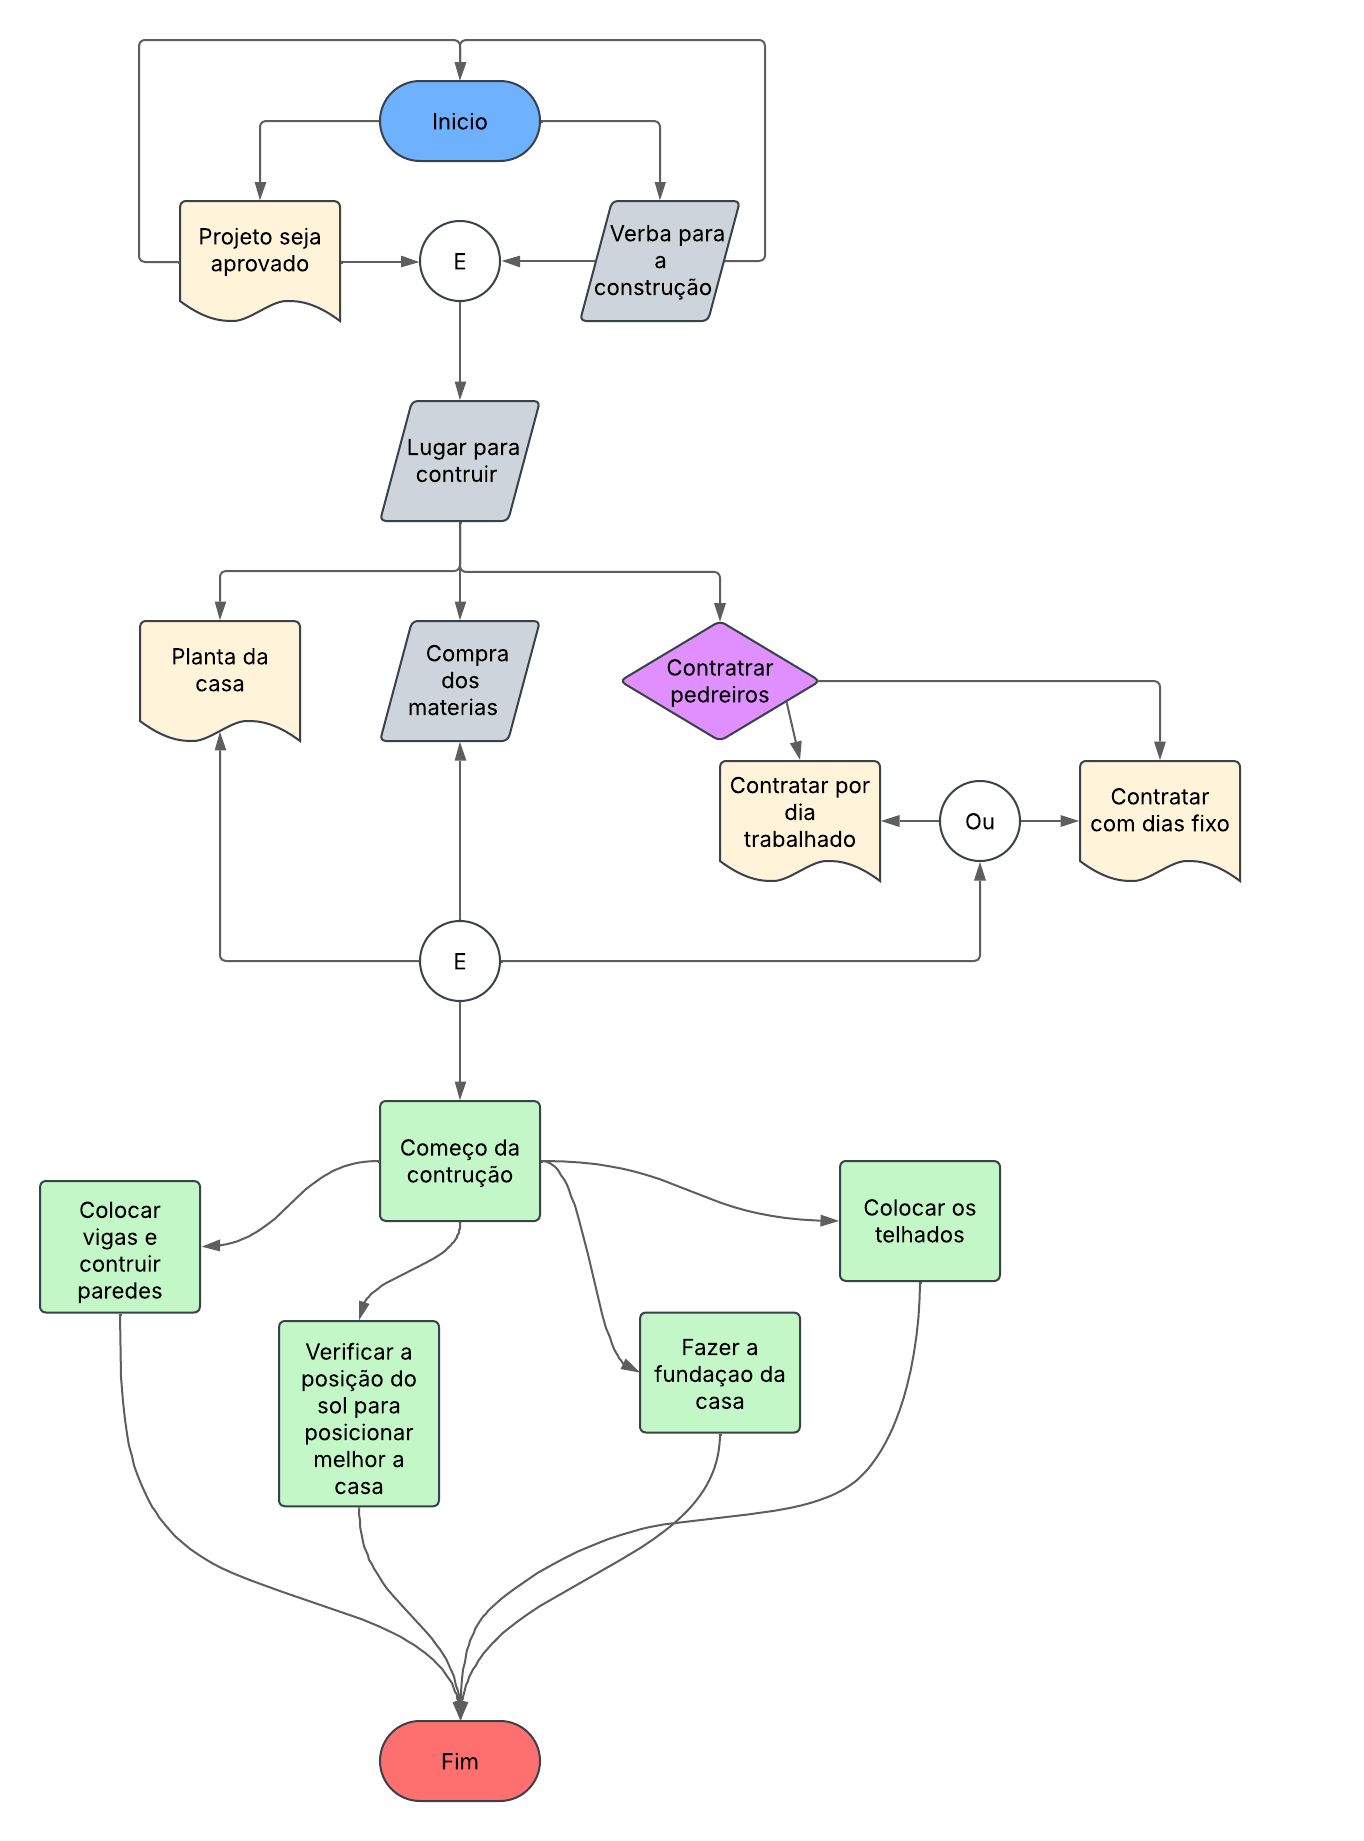 Inicio
Projeto seja
aprovado
E
Verba para
a
construção
Lugar para
contruir
Planta da
casa
Compra
dos
materias
Contratrar
pedreiros
Contratar por
dia
trabalhado
Ou
Contratar
com dias fixo
E
Começo da
contrução
Colocar
vigas e
contruir
paredes
Colocar os
telhados
Verificar a
posição do
sol para
posicionar
melhor a
casa
Fazer a
fundaçao da
casa
Fim